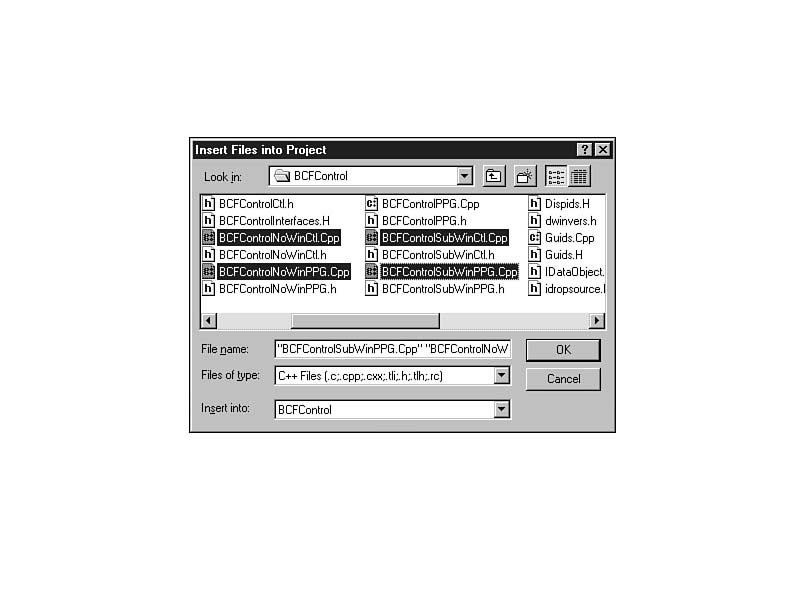 Insert Files into Project
Look in: BCFControl
BCFControlCtl.h BCFControlPPG.Cpp Dispids.H
BCFControlInterfaces.H BCFControlPPG.h dwinvers.h
BCFControlNoWinCtl.Cpp BCFControlSubWinCtl.Cpp Guids.Cpp
BCFControlNoWinCtl.h BCFControlSubWinCtl.h Guids.H
BCFControlNoWinPPG.Cpp BCFControlSubWinPPG.Cpp IDataObject.
BCFControlNoWinPPG.h BCFControlSubWinPPG.h idropsource.
File name: "BCFControlSubWinPPG.Cpp" "BCFControlNoW OK
Files of type: C++ Files (.c;.cpp;.cxx;.tli;.h;.tlh;.rc) Cancel
Insert into: BCFControl